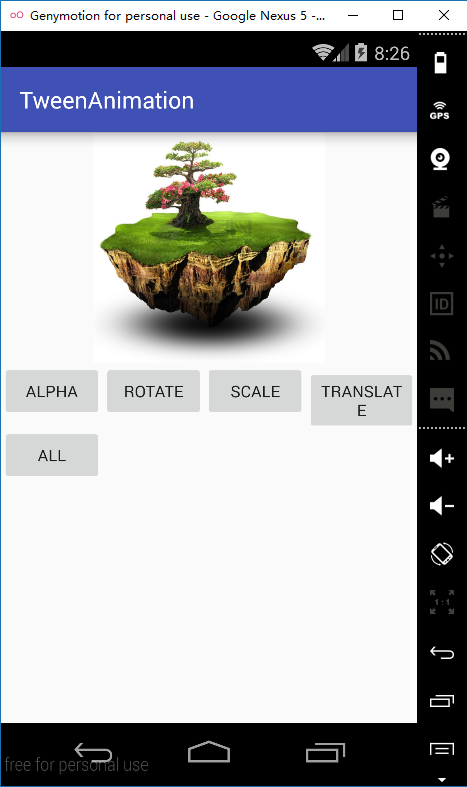 Genymotion for personal use - Google Nexus 5 -...
8:26
TweenAnimation
GPS
ID
ALPHA
ROTATE
SCALE
TRANSLAT
E
ALL
1:1
free for personal use